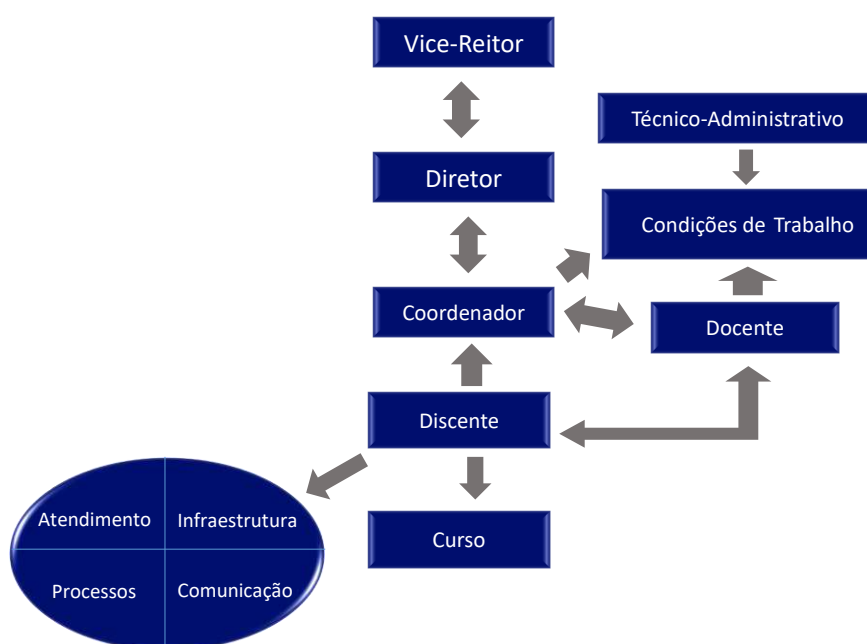 Vice-Reitor
Técnico-Administrativo
Diretor
Condições de Trabalho
Coordenador
Docente
Discente
Atendimento
Infraestrutura
Curso
Processos
Comunicação